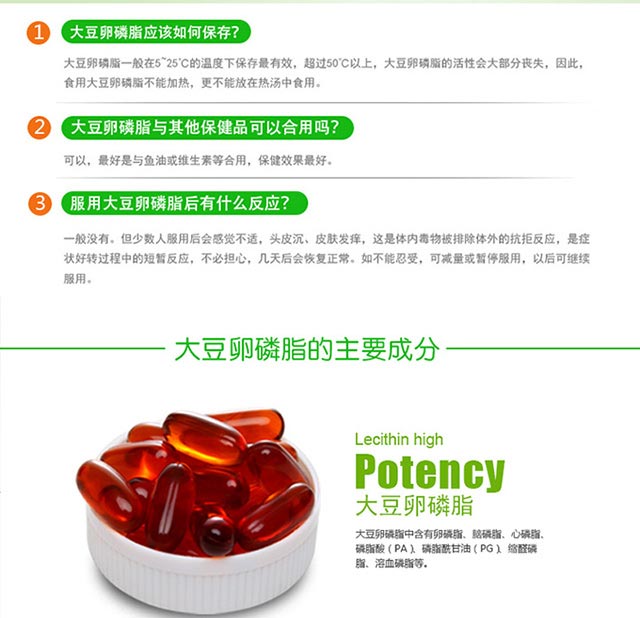 1 大豆卵磷脂应该如何保存?
大豆卵磷脂一般在5~25℃的温度下保存最有效，超过50℃以上，大豆卵磷脂的活性会大部分丧失，因此，
食用大豆卵磷脂不能加热，更不能放在热汤中食用。
2 大豆卵磷脂与其他保健品可以合用吗?
可以，最好是与鱼油或维生素等合用，保健效果最好。
3 服用大豆卵磷脂后有什么反应?
一般没有。但少数人服用后会感觉不适，头皮沉、皮肤发痒，这是体内毒物被排除体外的抗拒反应，是症
状好转过程中的短暂反应，不必担心，几天后会恢复正常。如不能忍受，可减量或暂停服用，以后可继续
服用。
大豆卵磷脂的主要成分
Lecithin high
Potency
大豆卵磷脂
大豆卵磷脂中含有卵磷脂、脑磷脂、心磷脂、
磷脂酸（PA）、磷脂酰甘油（PG）、缩醛磷
脂、溶血磷脂等。